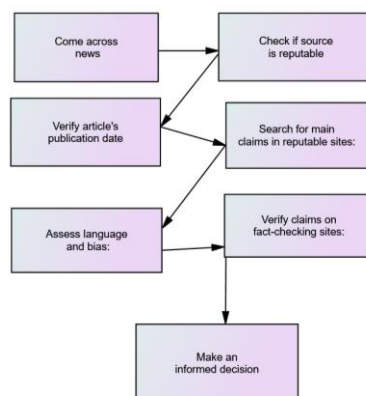 Come across
news
Check if source
is reputable
Verify article's
publication date
Search for main
claims in reputable sites:
Assess language
and bias:
Verify claims on
fact-checking sites:
Make an
informed decision